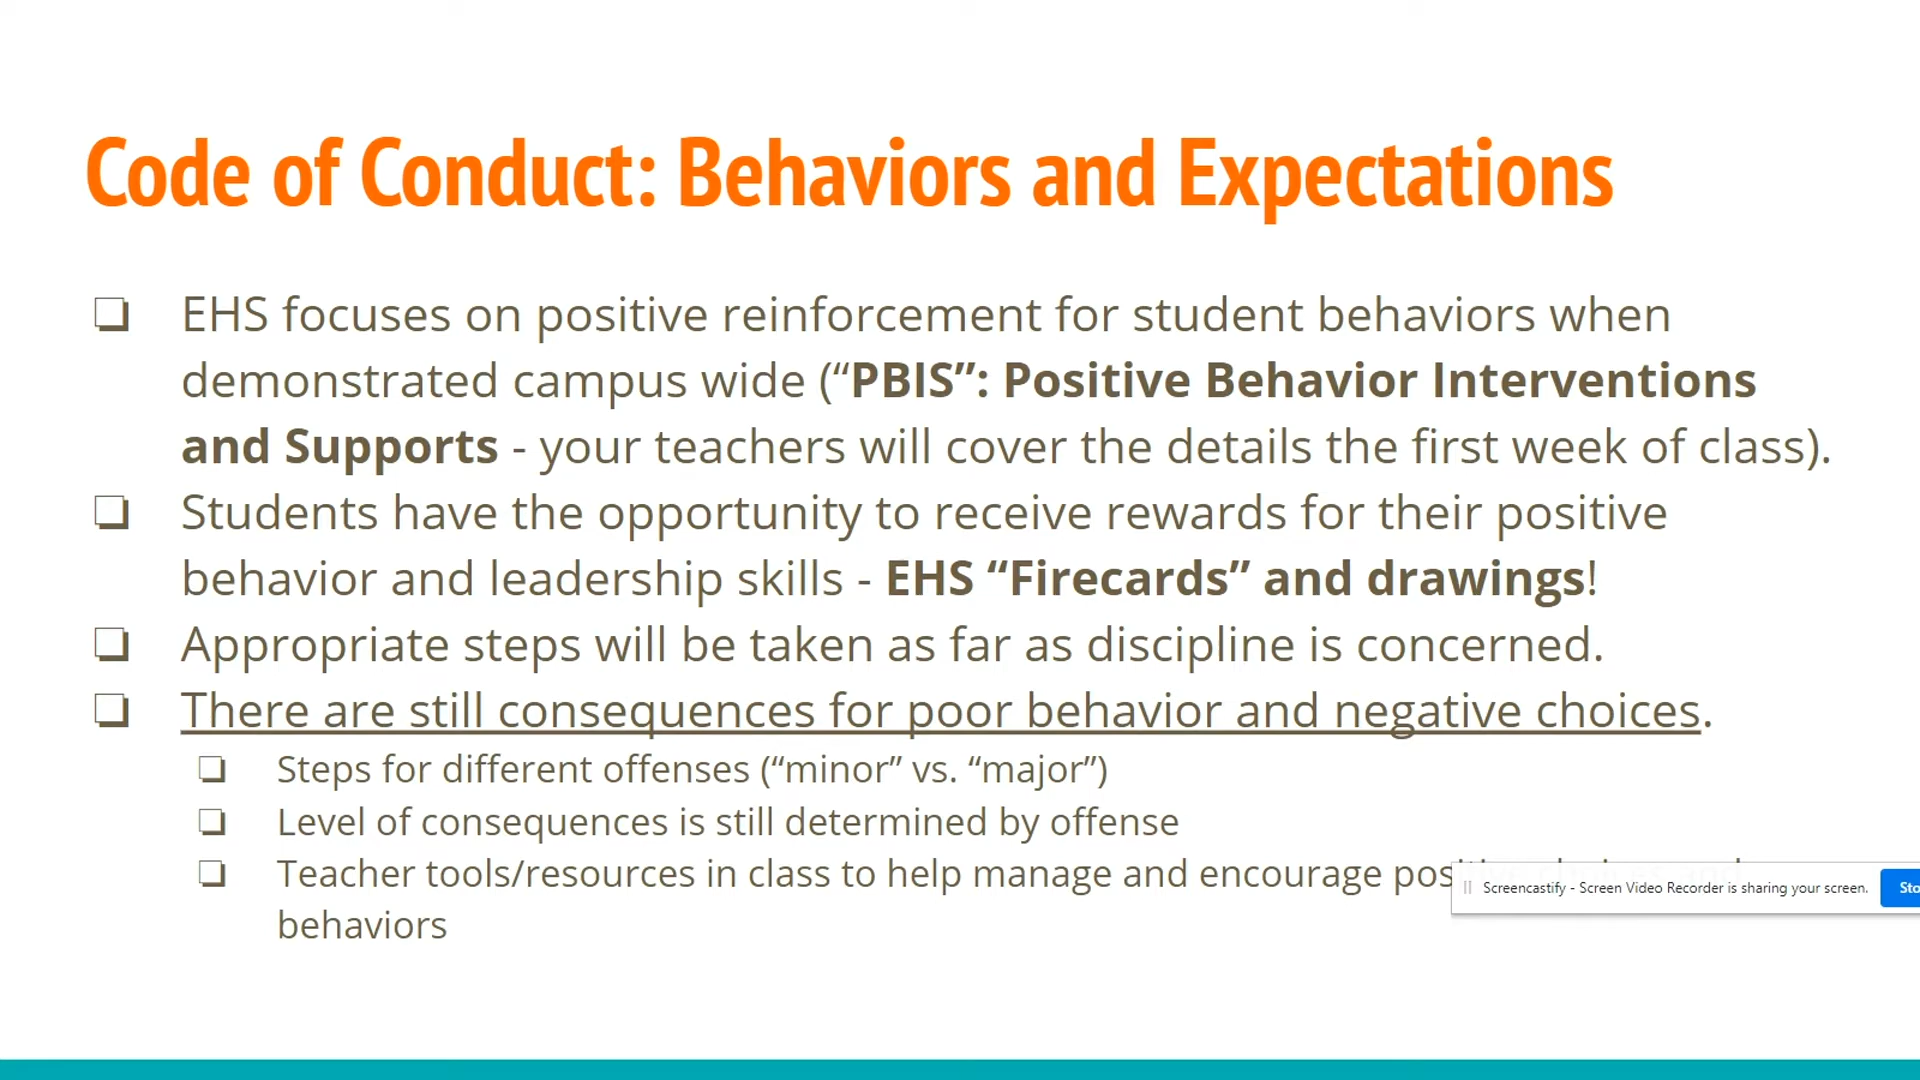 Code of Conduct: Behaviors and Expectations
EHS focuses on positive reinforcement for student behaviors when
demonstrated campus wide (“PBIS”: Positive Behavior Interventions
and Supports - your teachers will cover the details the first week of class).
Students have the opportunity to receive rewards for their positive
behavior and leadership skills - EHS “Firecards” and drawings!
Appropriate steps will be taken as far as discipline is concerned.
There are still consequences for poor behavior and negative choices.
Steps for different offenses (“minor” vs. “major”)
Level of consequences is still determined by offense
Teacher tools/resources in class to help manage and encourage
behaviors
Screencastify - Screen Video Recorder is sharing your screen.